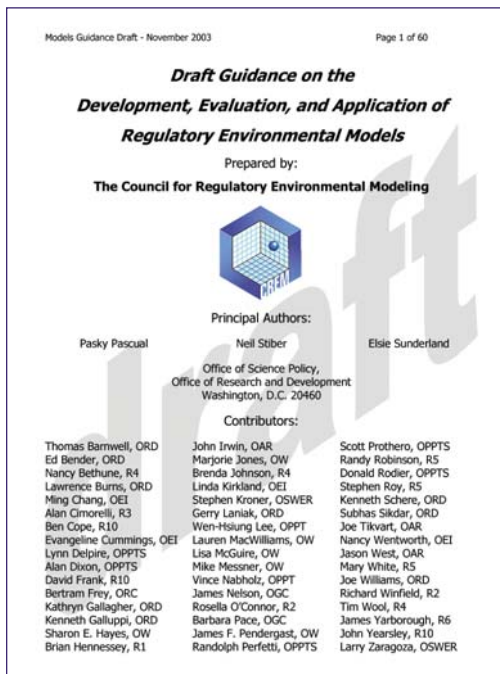 Models Guidance Draft - November 2003 Page 1 of 60
Draft Guidance on the
Development, Evaluation, and Application of
Regulatory Environmental Models
Prepared by:
The Council for Regulatory Environmental Modeling
CREM
Principal Authors:
Pasky Pascual Neil Stiber Elsie Sunderland
Office of Science Policy,
Office of Research and Development
Washington, D.C. 20460
Contributors:
Thomas Barnwell, ORD John Irwin, OAR Scott Prothero, OPPTS
Ed Bender, ORD Marjorie Jones, OW Randy Robinson, R5
Nancy Bethune, R4 Brenda Johnson, R4 Donald Rodier, OPPTS
Lawrence Burns, ORD Linda Kirkland, OEI Stephen Roy, R5
Ming Chang, OEI Stephen Kroner, OSWER Kenneth Schere, ORD
Alan Cimorelli, R3 Gerry Laniak, ORD Subhas Sikdar, ORD
Ben Cope, R10 Wen-Hsiung Lee, OPPT Joe Tikvart, OAR
Evangeline Cummings, OEI Lauren MacWilliams, OW Nancy Wentworth, OEI
Lynn Delpire, OPPTS Lisa McGuire, OW Jason West, OAR
Alan Dixon, OPPTS Mike Messner, OW Mary White, R5
David Frank, R10 Vince Nabholz, OPPT Joe Williams, ORD
Bertram Frey, ORC James Nelson, OGC Richard Winfield, R2
Kathryn Gallagher, ORD Rosella O'Connor, R2 Tim Wool, R4
Kenneth Galluppi, ORD Barbara Pace, OGC James Yarborough, R6
Sharon E. Hayes, OW James F. Pendergast, OW John Yearsley, R10
Brian Hennessey, R1 Randolph Perfetti, OPPTS Larry Zaragoza, OSWER
draft